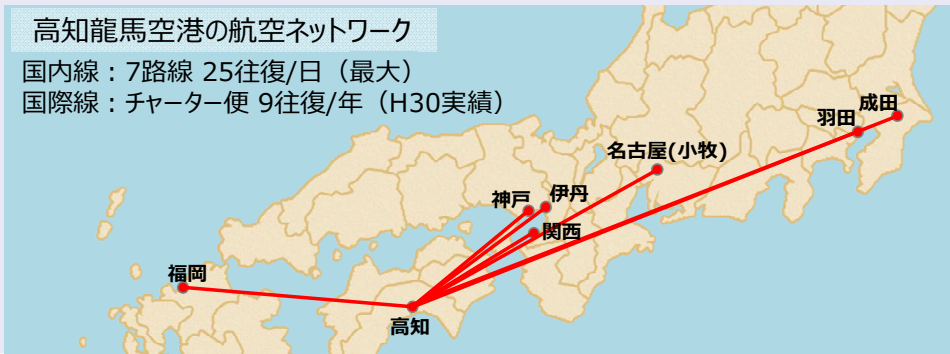 高知龍馬空港の航空ネットワーク
国内線：7路線 25往復/日（最大）
国際線：チャーター便 9往復/年（H30実績）
成田
羽田
名古屋(小牧)
神戸
伊丹
関西
福岡
高知